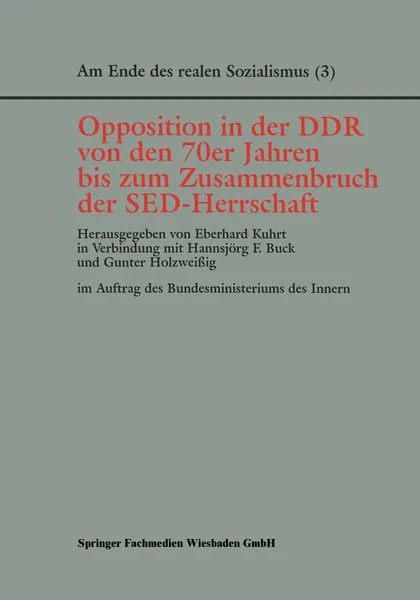 Am Ende des realen Sozialismus (3)
Opposition in der DDR
von den 70er Jahren
bis zum Zusammenbruch
der SED-Herrschaft
Herausgegeben von Eberhard Kuhrt
in Verbindung mit Hannsjörg F. Buck
und Gunter Holzweißig
im Auftrag des Bundesministeriums des Innern
Springer Fachmedien Wiesbaden GmbH